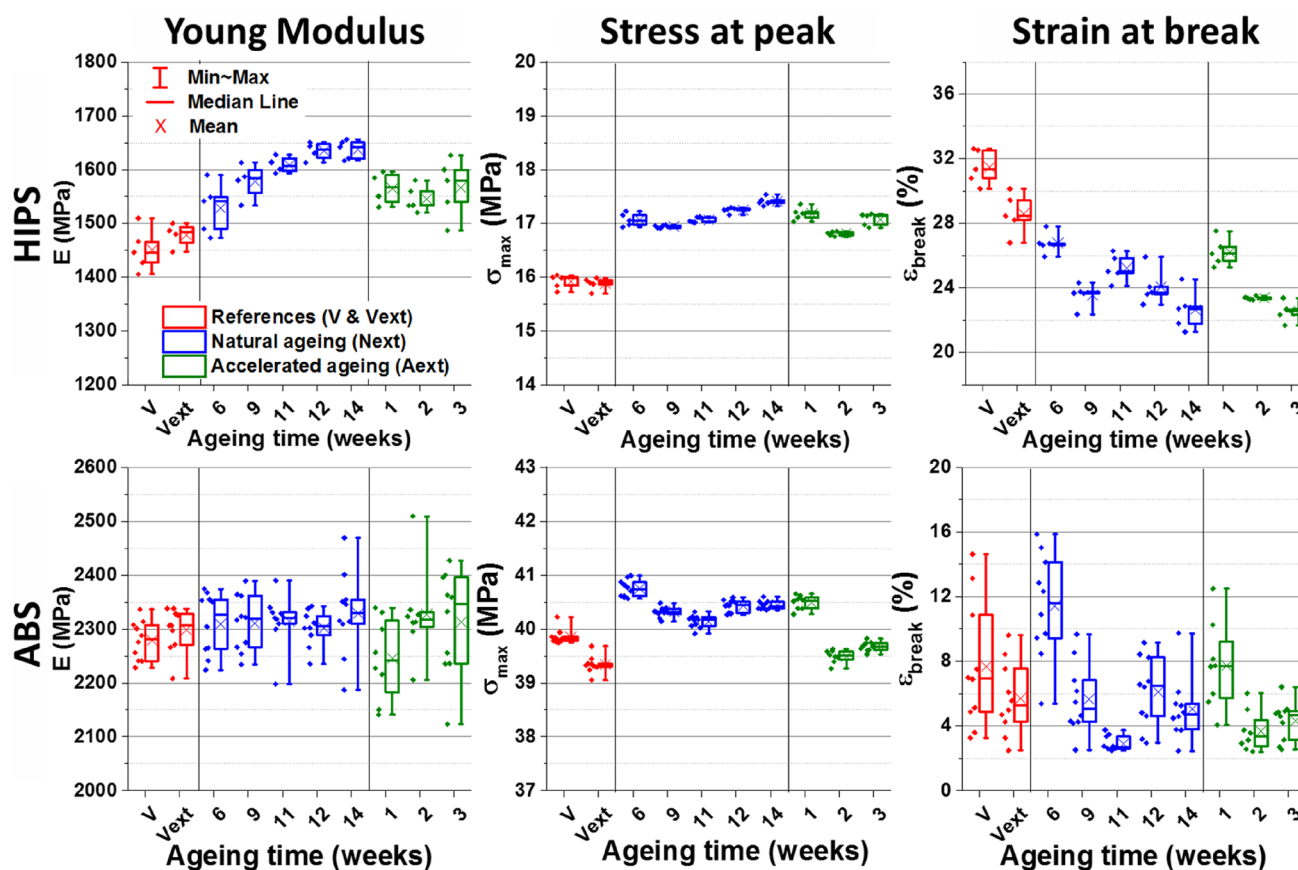 Young Modulus
Stress at peak
Strain at break
HIPS
E (MPa)
1800
1700
1600
1500
1400
1300
1200
Min~Max
Median Line
Mean
References (V & Vext)
Natural ageing (Next)
Accelerated ageing (Aext)
V Vext 6 9 11 12 14 1 2 3
Ageing time (weeks)
σmax (MPa)
20
19
18
17
16
15
14
V Vext 6 9 11 12 14 1 2 3
Ageing time (weeks)
εbreak (%)
36
32
28
24
20
V Vext 6 9 11 12 14 1 2 3
Ageing time (weeks)
ABS
E (MPa)
2600
2500
2400
2300
2200
2100
2000
V Vext 6 9 11 12 14 1 2 3
Ageing time (weeks)
σmax (MPa)
43
42
41
40
39
38
37
V Vext 6 9 11 12 14 1 2 3
Ageing time (weeks)
εbreak (%)
20
16
12
8
4
0
V Vext 6 9 11 12 14 1 2 3
Ageing time (weeks)